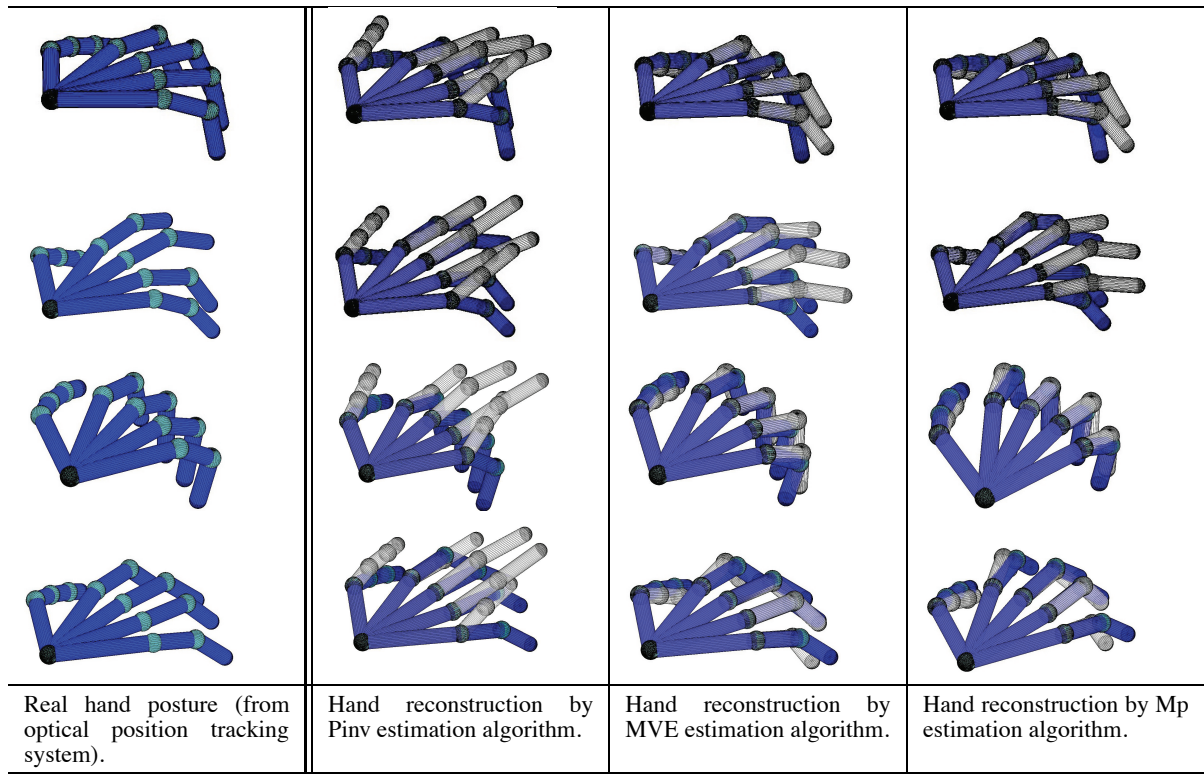 Real hand posture (from
optical position tracking
system).
Hand reconstruction by
Pinv estimation algorithm.
Hand reconstruction by
MVE estimation algorithm.
Hand reconstruction by Mp
estimation algorithm.